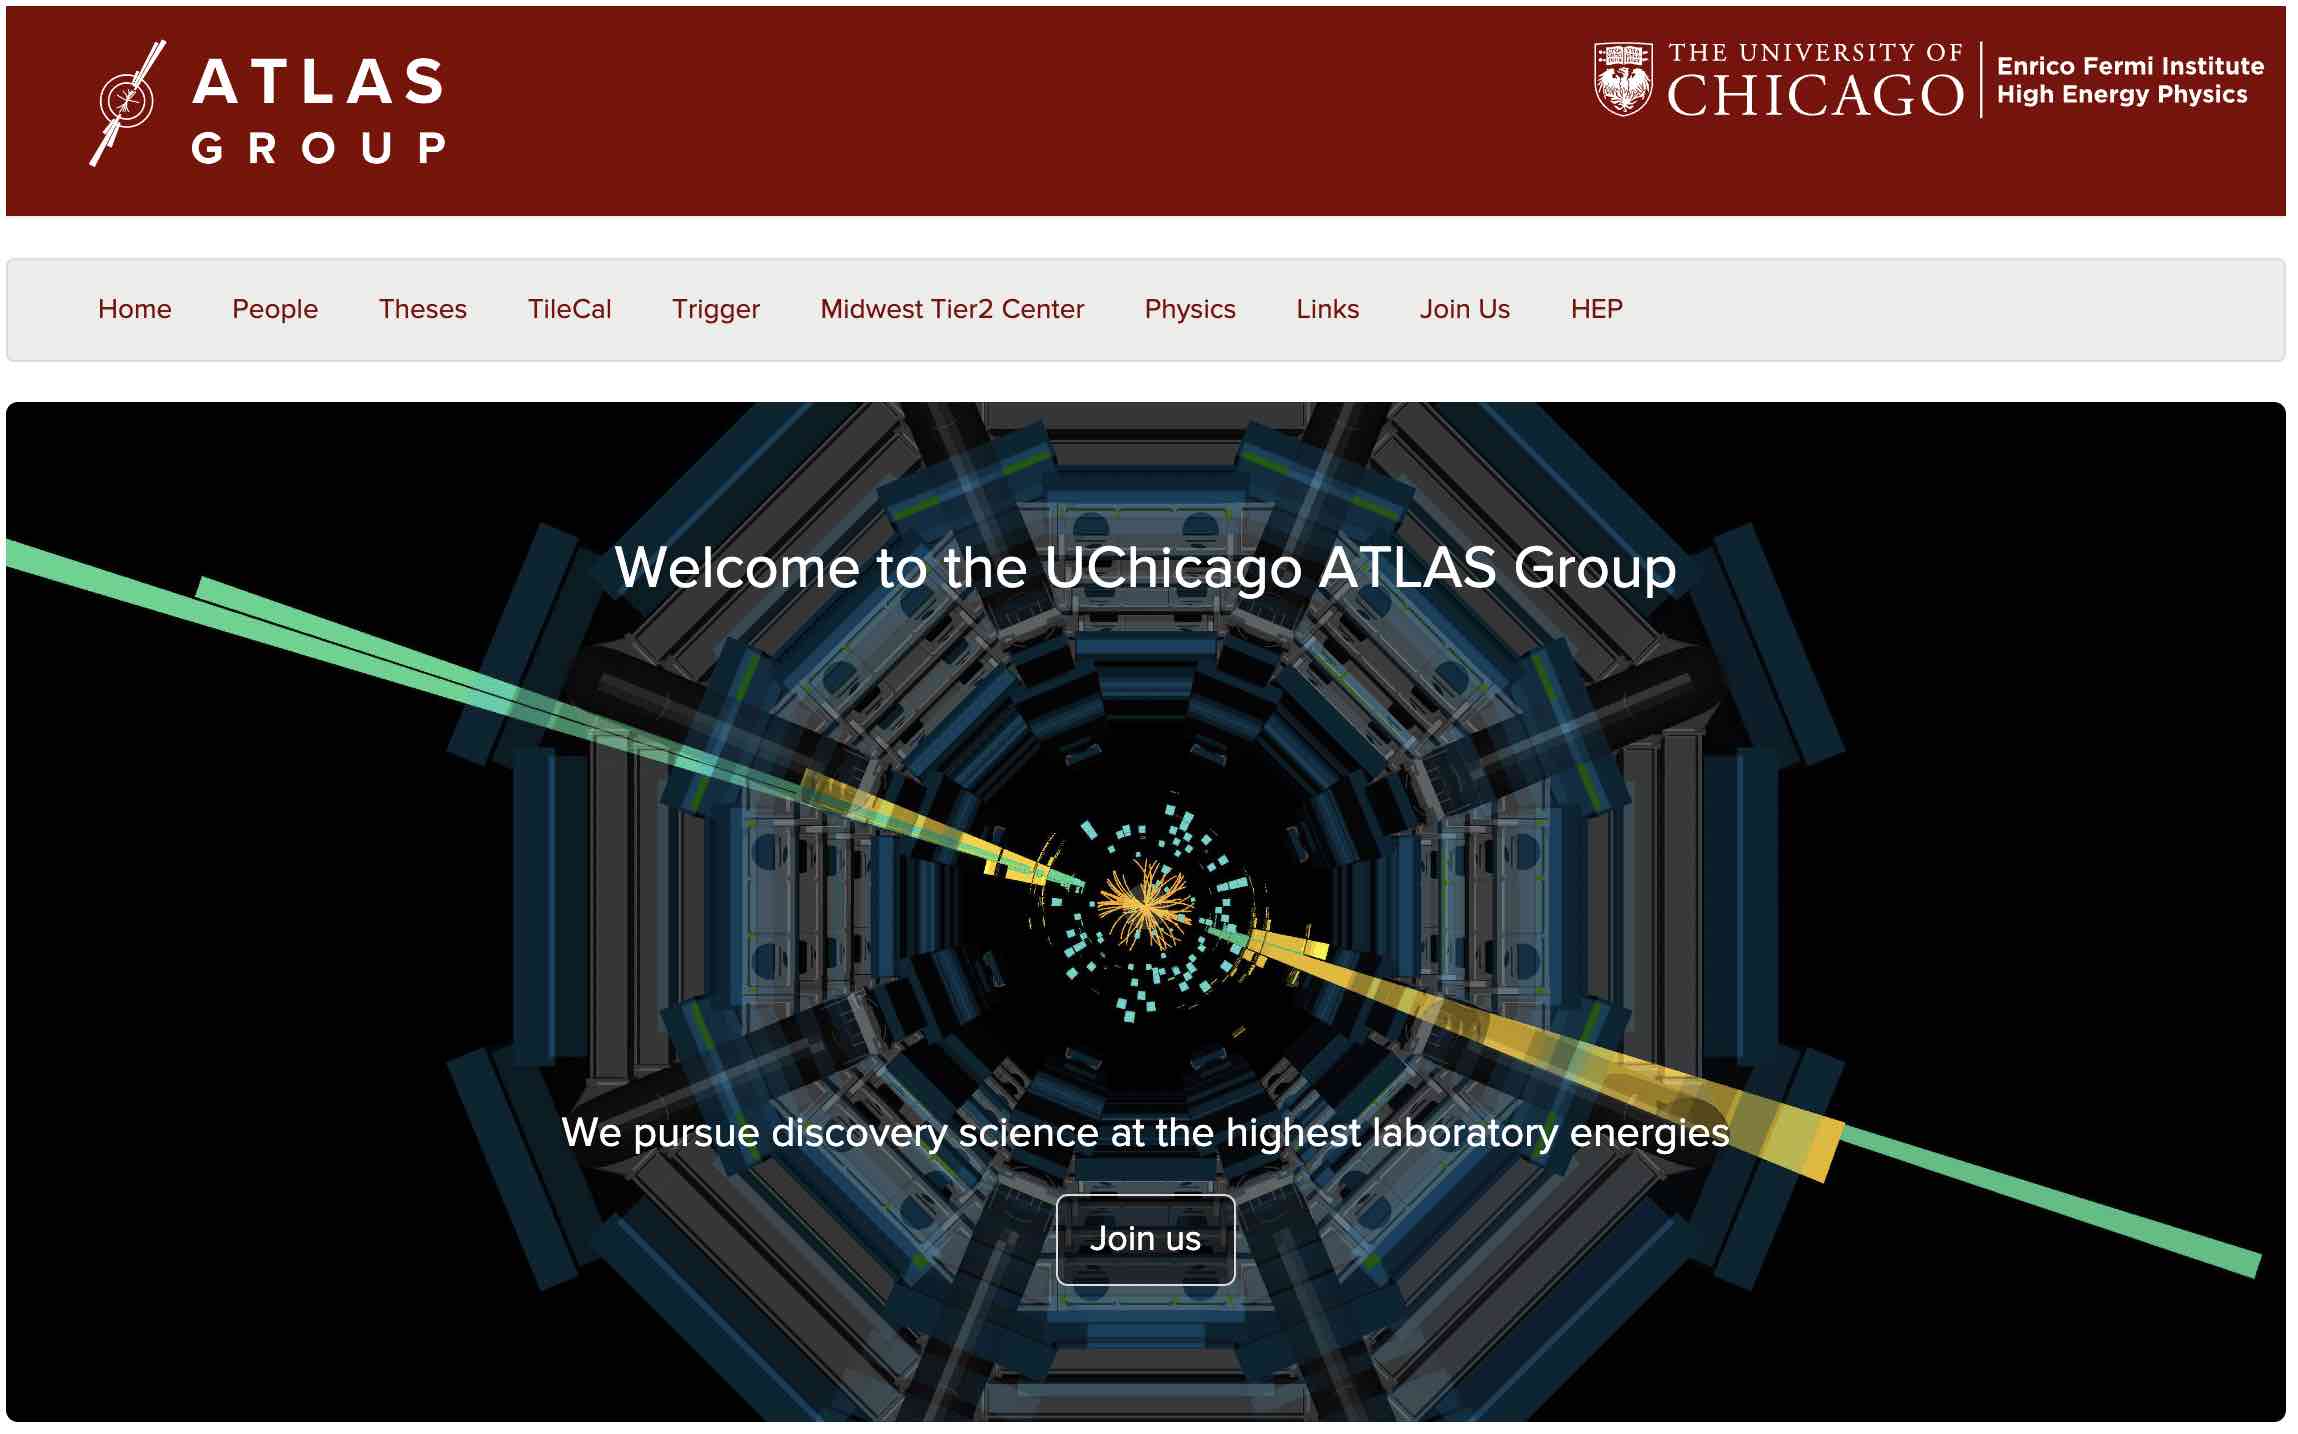 ATLAS
GROUP
THE UNIVERSITY OF
CHICAGO
Enrico Fermi Institute
High Energy Physics
Home People Theses TileCal Trigger Midwest Tier2 Center Physics Links Join Us HEP
Welcome to the UChicago ATLAS Group
We pursue discovery science at the highest laboratory energies
Join us